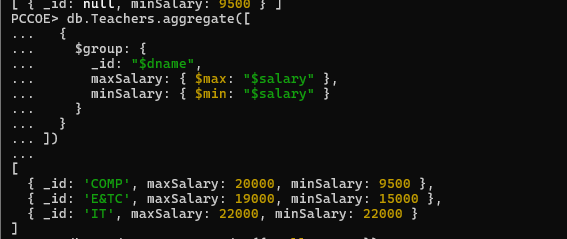 [ { _id: null, minSalary: 9500 } ]
PCCOE> db.Teachers.aggregate([
...   {
...     $group: {
...       _id: "$dname",
...       maxSalary: { $max: "$salary" },
...       minSalary: { $min: "$salary" }
...     }
...   }
... ])
...
[
  { _id: 'COMP', maxSalary: 20000, minSalary: 9500 },
  { _id: 'E&TC', maxSalary: 19000, minSalary: 15000 },
  { _id: 'IT', maxSalary: 22000, minSalary: 22000 }
]